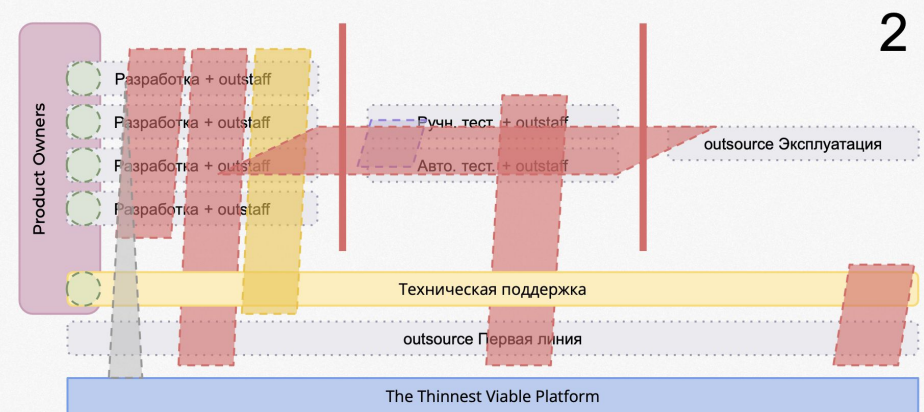 2
Product Owners
Разработка + outstaff
Разработка + outstaff
Ручн. тест. + outstaff
outsource Эксплуатация
Разработка + outstaff
Авто. тест. + outstaff
Разработка + outstaff
Техническая поддержка
outsource Первая линия
The Thinnest Viable Platform